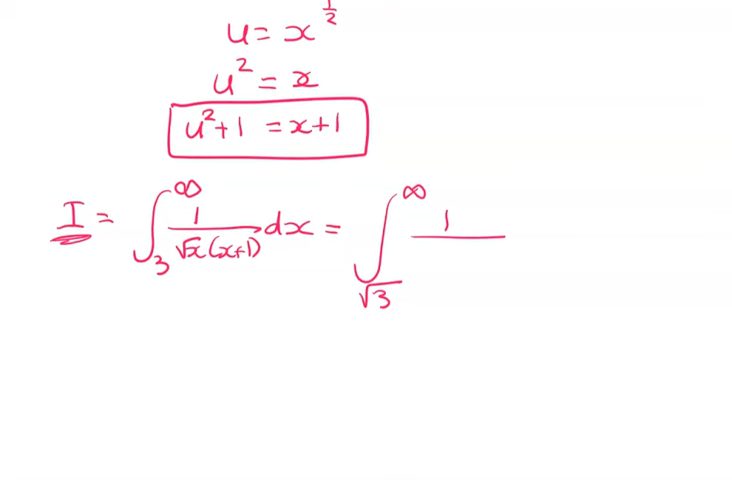 u = x^{1/2}
u² = x
u²+1 = x+1
I = ∫_3^∞ 1/(√x(x+1)) dx = ∫_{√3}^∞ 1/